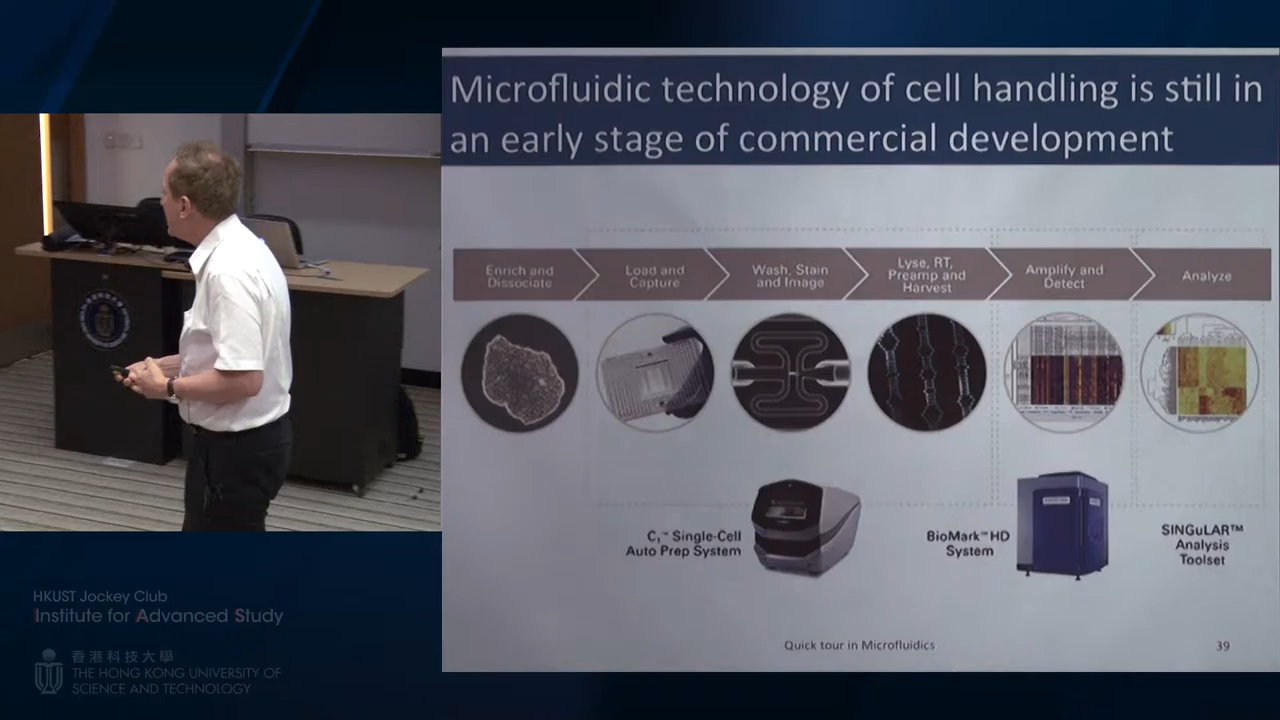 Microfluidic technology of cell handling is still in
an early stage of commercial development
Enrich and
Dissociate
Load and
Capture
Wash, Stain
and Image
Lyse, RT,
Preamp and
Harvest
Amplify and
Detect
Analyze
C₁™ Single-Cell
Auto Prep System
BioMark™ HD
System
SINGuLAR™
Analysis
Toolset
Quick tour in Microfluidics
39
HKUST Jockey Club
Institute for Advanced Study
香港科技大學
THE HONG KONG UNIVERSITY OF
SCIENCE AND TECHNOLOGY